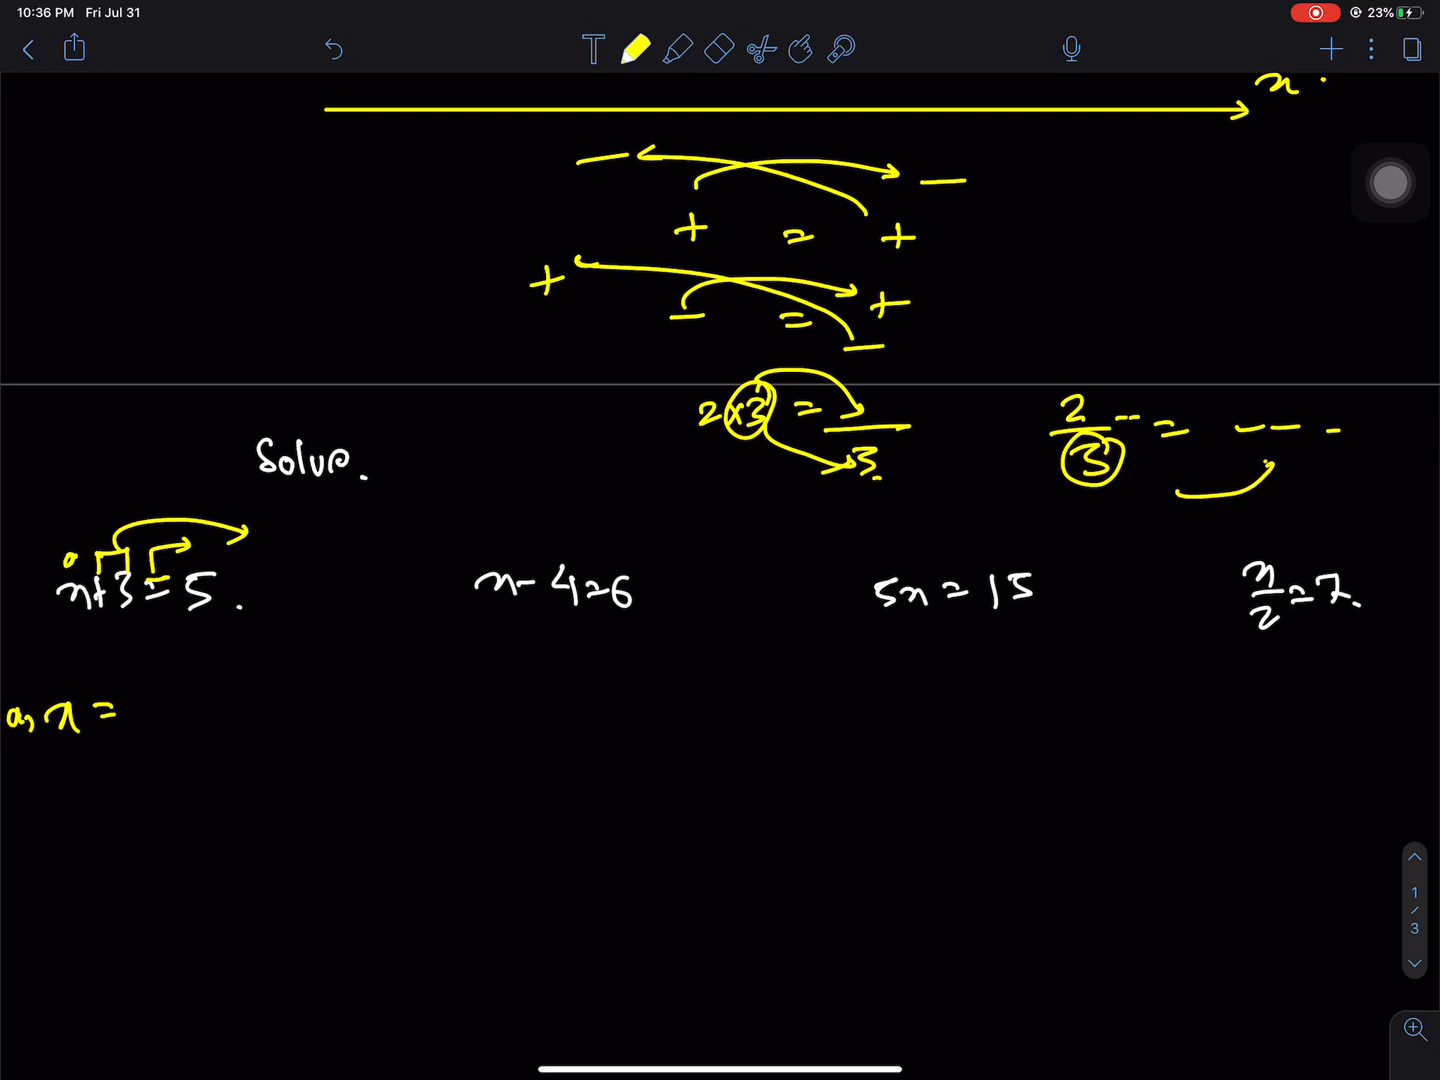 10:36 PM Fri Jul 31
23%
T
x.
— —
+ = +
+ +
— =
—
2×3 = —/3. 2/3 -- = ---
Solve.
x+3=5. x-4=6 5x=15 x/2=7.
a, x =
1
/
3